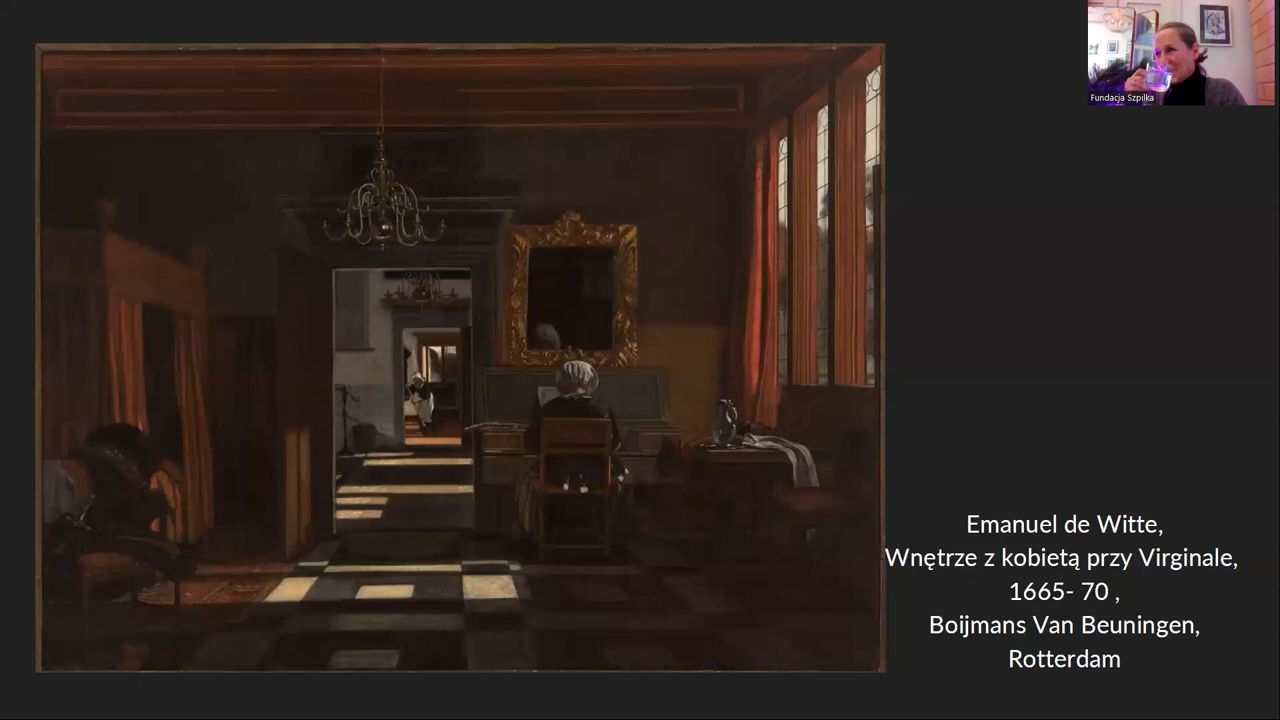 Fundacja Szpilka
Emanuel de Witte,
Wnętrze z kobietą przy Virginale,
1665- 70 ,
Boijmans Van Beuningen,
Rotterdam